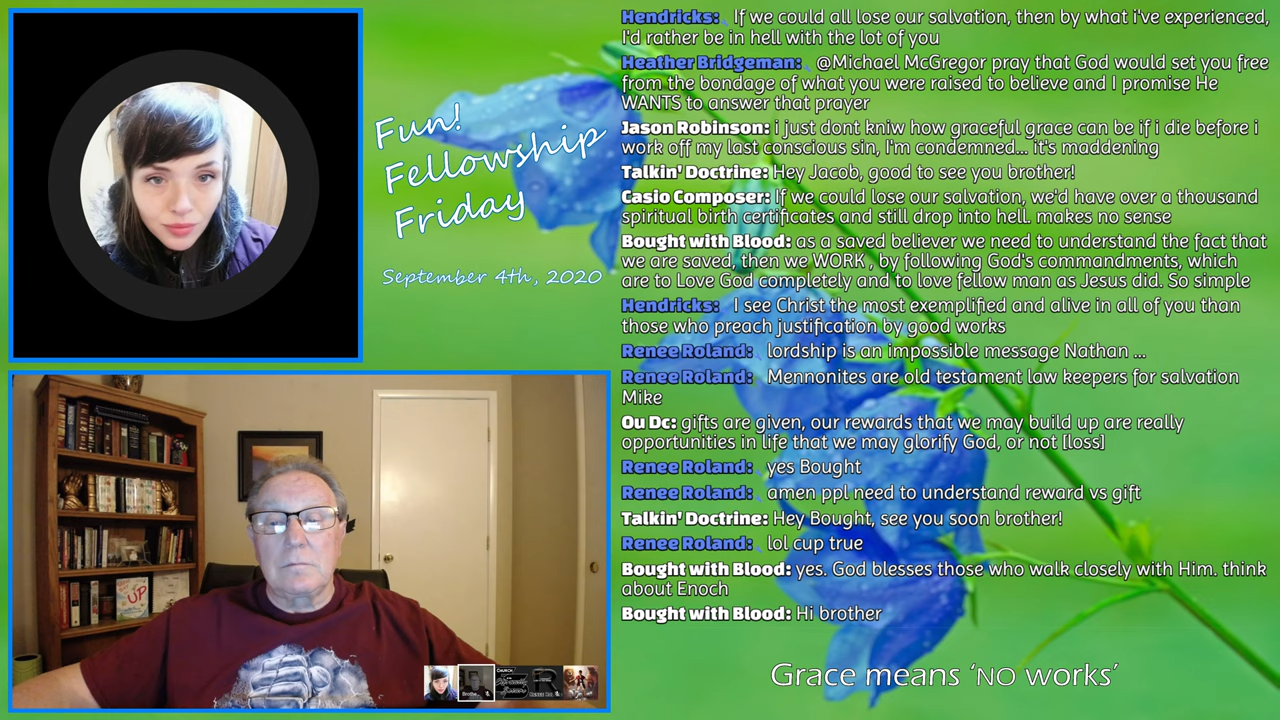 Fun!
Fellowship
Friday
September 4th, 2020
Hendricks: If we could all lose our salvation, then by what i've experienced,
I'd rather be in hell with the lot of you
Heather Bridgeman: @Michael McGregor pray that God would set you free
from the bondage of what you were raised to believe and I promise He
WANTS to answer that prayer
Jason Robinson: i just dont kniw how graceful grace can be if i die before i
work off my last conscious sin, I'm condemned... it's maddening
Talkin' Doctrine: Hey Jacob, good to see you brother!
Casio Composer: If we could lose our salvation, we'd have over a thousand
spiritual birth certificates and still drop into hell. makes no sense
Bought with Blood: as a saved believer we need to understand the fact that
we are saved, then we WORK , by following God's commandments, which
are to Love God completely and to love fellow man as Jesus did. So simple
Hendricks: I see Christ the most exemplified and alive in all of you than
those who preach justification by good works
Renee Roland: lordship is an impossible message Nathan ...
Renee Roland: Mennonites are old testament law keepers for salvation
Mike
Ou Dc: gifts are given, our rewards that we may build up are really
opportunities in life that we may glorify God, or not [loss]
Renee Roland: yes Bought
Renee Roland: amen ppl need to understand reward vs gift
Talkin' Doctrine: Hey Bought, see you soon brother!
Renee Roland: lol cup true
Bought with Blood: yes. God blesses those who walk closely with Him. think
about Enoch
Bought with Blood: Hi brother
Grace means 'NO works'
UP
Brothe...
CHURCH